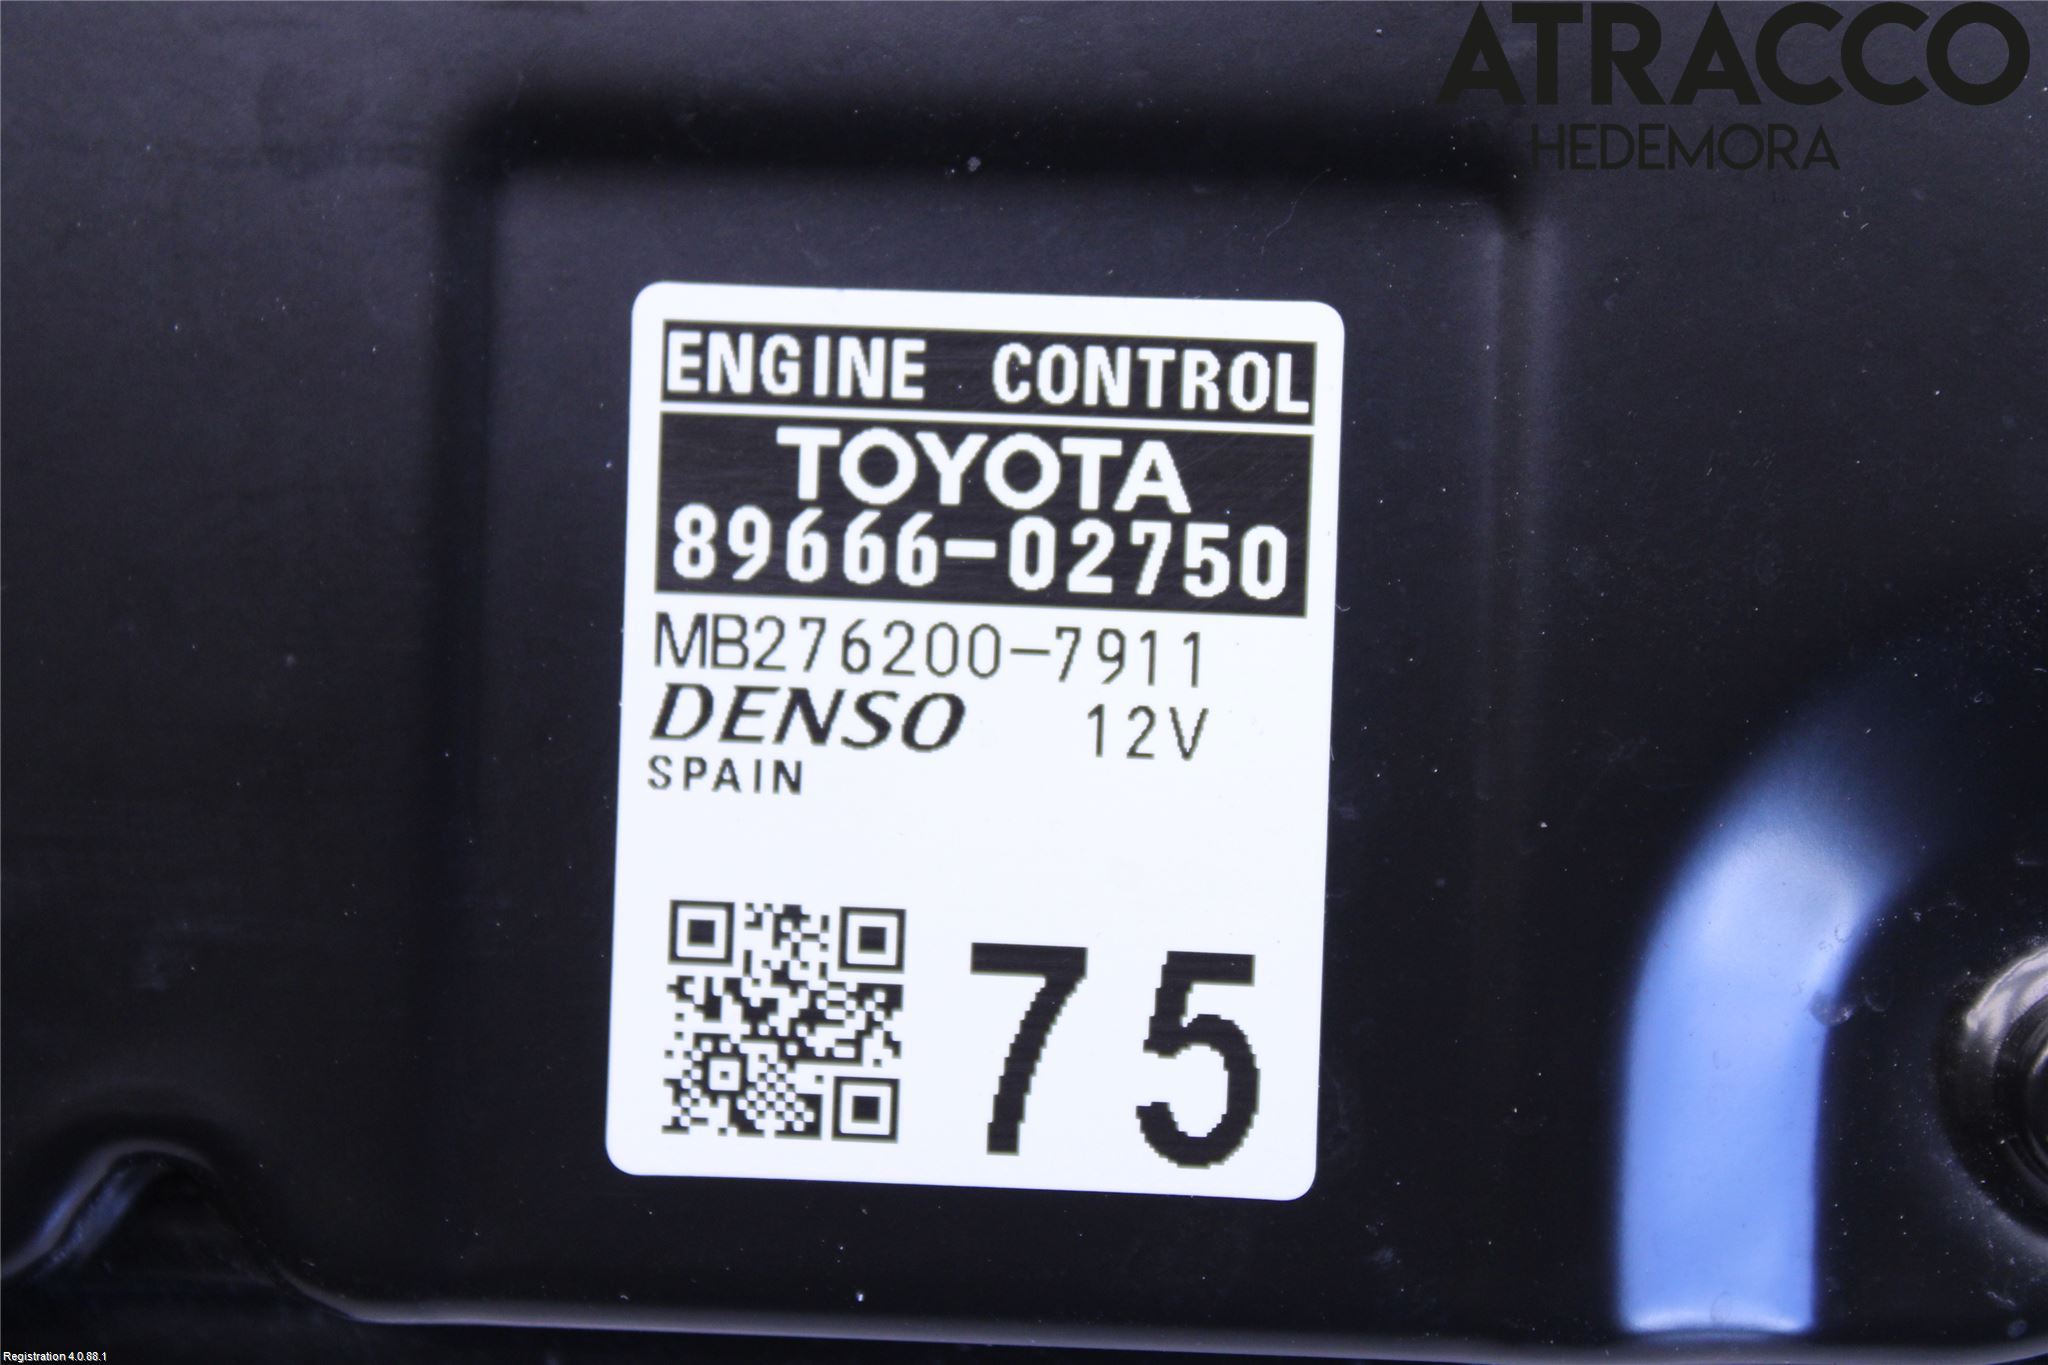 ATRACCO
HEDEMORA
ENGINE CONTROL
TOYOTA
89666-02750
MB276200-7911
DENSO 12V
SPAIN
75
Registration 4.0.88.1